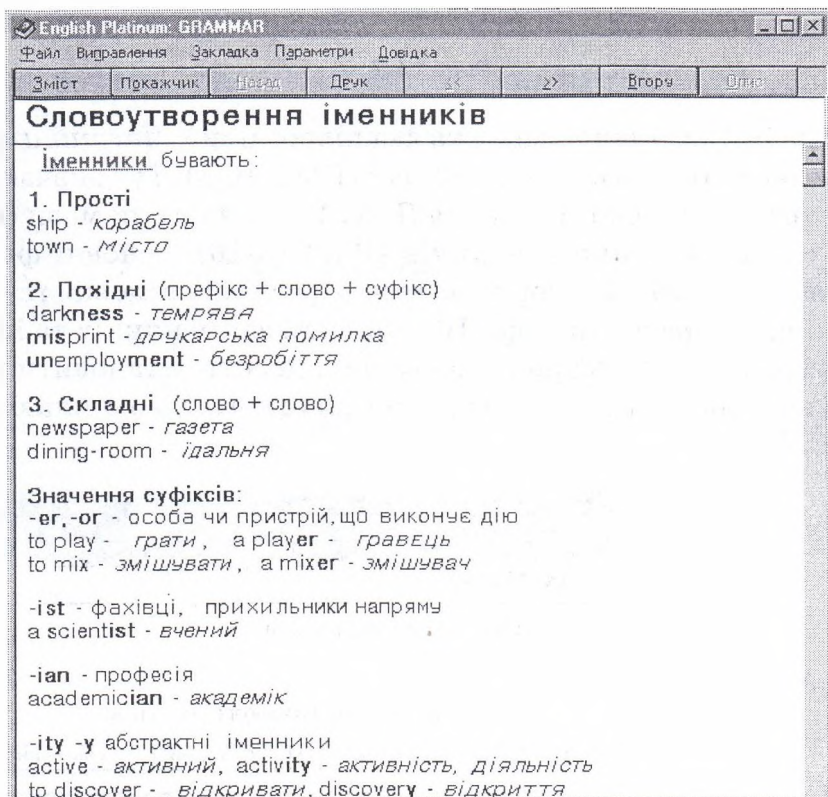 English Platinum: GRAMMAR
Файл Виправлення Закладка Параметри Довідка
Зміст Покажчик Назад Друк << >> Вгору Опис
Словоутворення іменників
Іменники бувають:
1. Прості
ship - корабель
town - місто
2. Похідні (префікс + слово + суфікс)
darkness - темрява
misprint - друкарська помилка
unemployment - безробіття
3. Складні (слово + слово)
newspaper - газета
dining-room - їдальня
Значення суфіксів:
-er,-or - особа чи пристрій,що виконує дію
to play - грати, a player - гравець
to mix - змішувати, a mixer - змішувач
-ist - фахівці, прихильники напряму
a scientist - вчений
-ian - професія
academician - академік
-ity -y абстрактні іменники
active - активний, activity - активність, діяльність
to discover - відкривати, discovery - відкриття